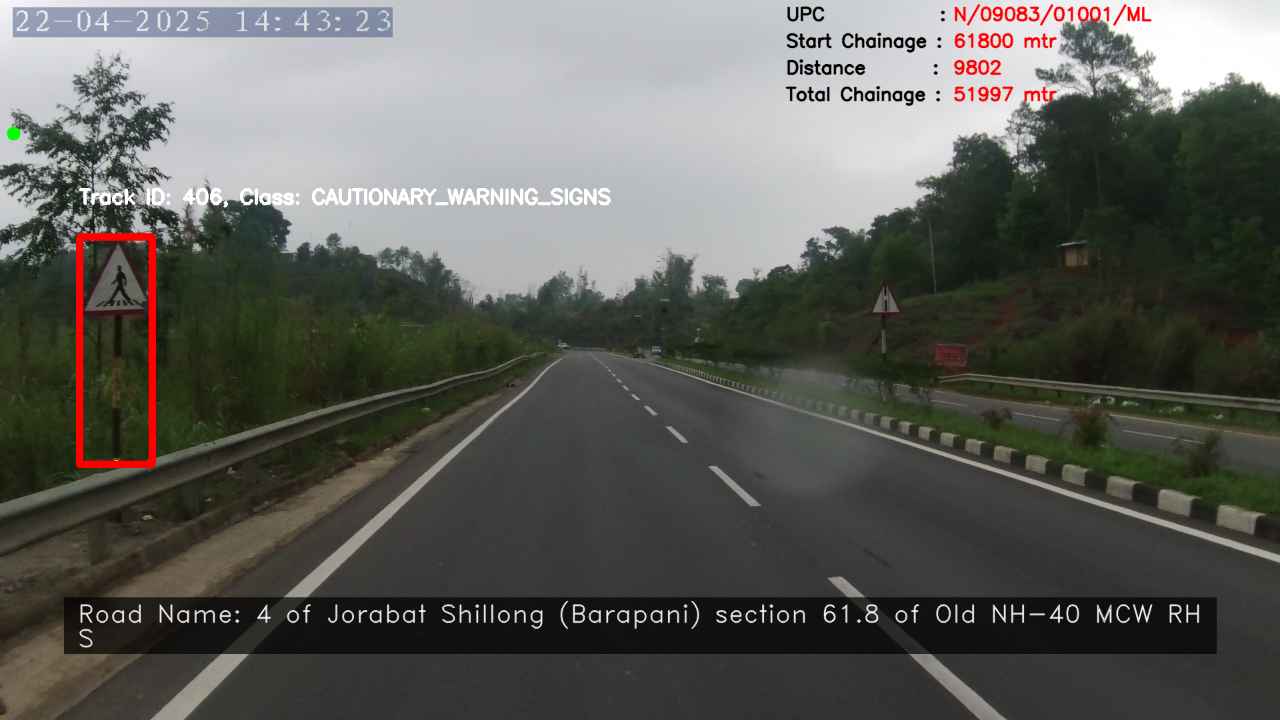 22-04-2025 14:43:23
UPC : N/09083/01001/ML
Start Chainage : 61800 mtr
Distance : 9802
Total Chainage : 51997 mtr
Track ID: 406, Class: CAUTIONARY_WARNING_SIGNS
Road Name: 4 of Jorabat Shillong (Barapani) section 61.8 of Old NH-40 MCW RH
S